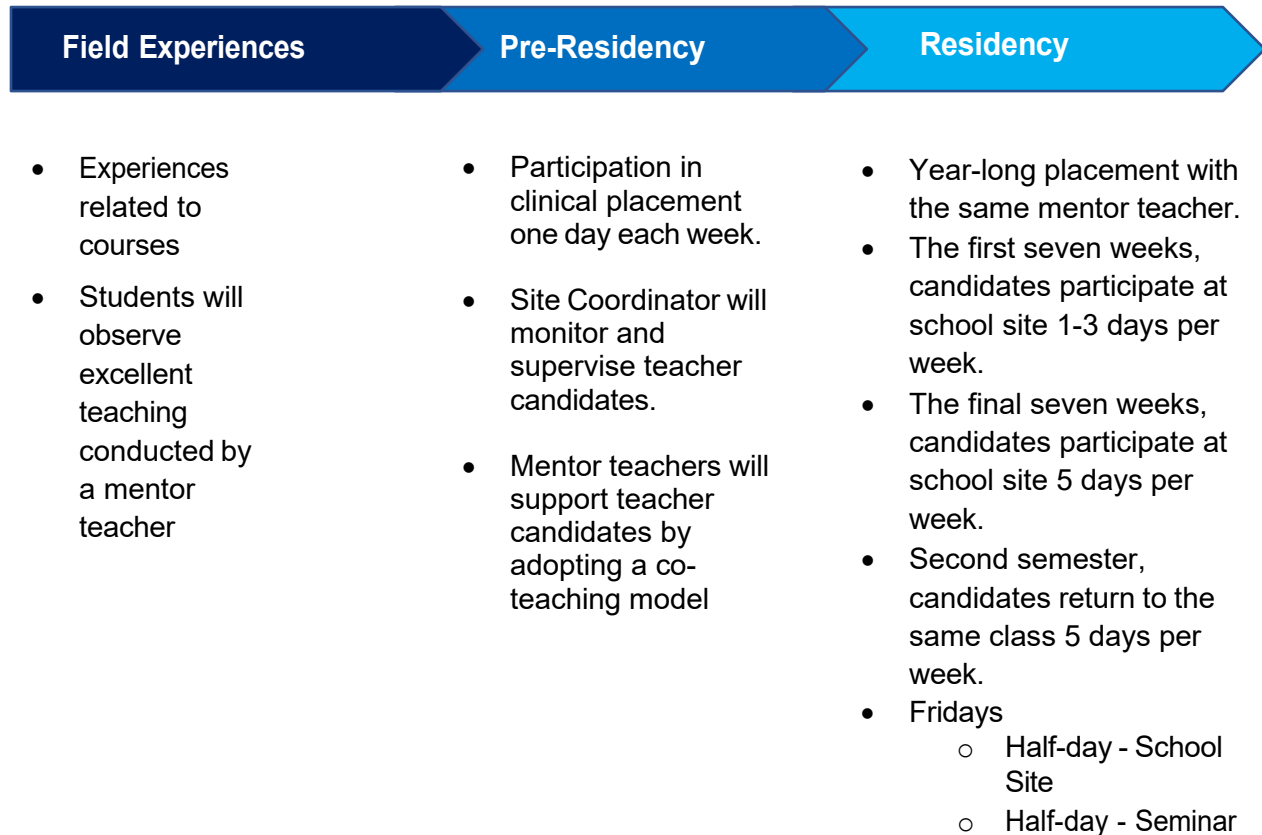 Field Experiences
Pre-Residency
Residency
• Experiences
related to
courses
• Students will
observe
excellent
teaching
conducted by
a mentor
teacher
• Participation in
clinical placement
one day each week.
• Site Coordinator will
monitor and
supervise teacher
candidates.
• Mentor teachers will
support teacher
candidates by
adopting a co-
teaching model
• Year-long placement with
the same mentor teacher.
• The first seven weeks,
candidates participate at
school site 1-3 days per
week.
• The final seven weeks,
candidates participate at
school site 5 days per
week.
• Second semester,
candidates return to the
same class 5 days per
week.
• Fridays
o Half-day - School
Site
o Half-day - Seminar